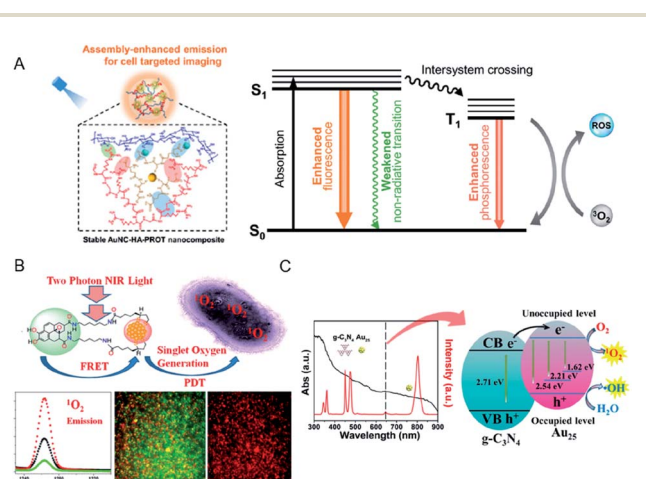 A
Assembly-enhanced emission
for cell targeted imaging
Stable AuNC-HA-PROT nanocomposite
S1
S0
Absorption
Enhanced
fluorescence
Weakened
non-radiative transition
Intersystem crossing
T1
Enhanced
phosphorescence
ROS
³O₂
B
Two Photon NIR Light
FRET
Singlet Oxygen
Generation
PDT
¹O₂
¹O₂
¹O₂
¹O₂
Emission
C
g-C₃N₄ Au₂₅
Abs (a.u.)
Intensity (a.u.)
300 400 500 600 700 800 900
Wavelength (nm)
Unoccupied level
CB e⁻
e⁻
2.71 eV
1.62 eV
2.21 eV
2.54 eV
VB h⁺
h⁺
O₂
¹O₂
•OH
H₂O
Occupied level
g-C₃N₄
Au₂₅